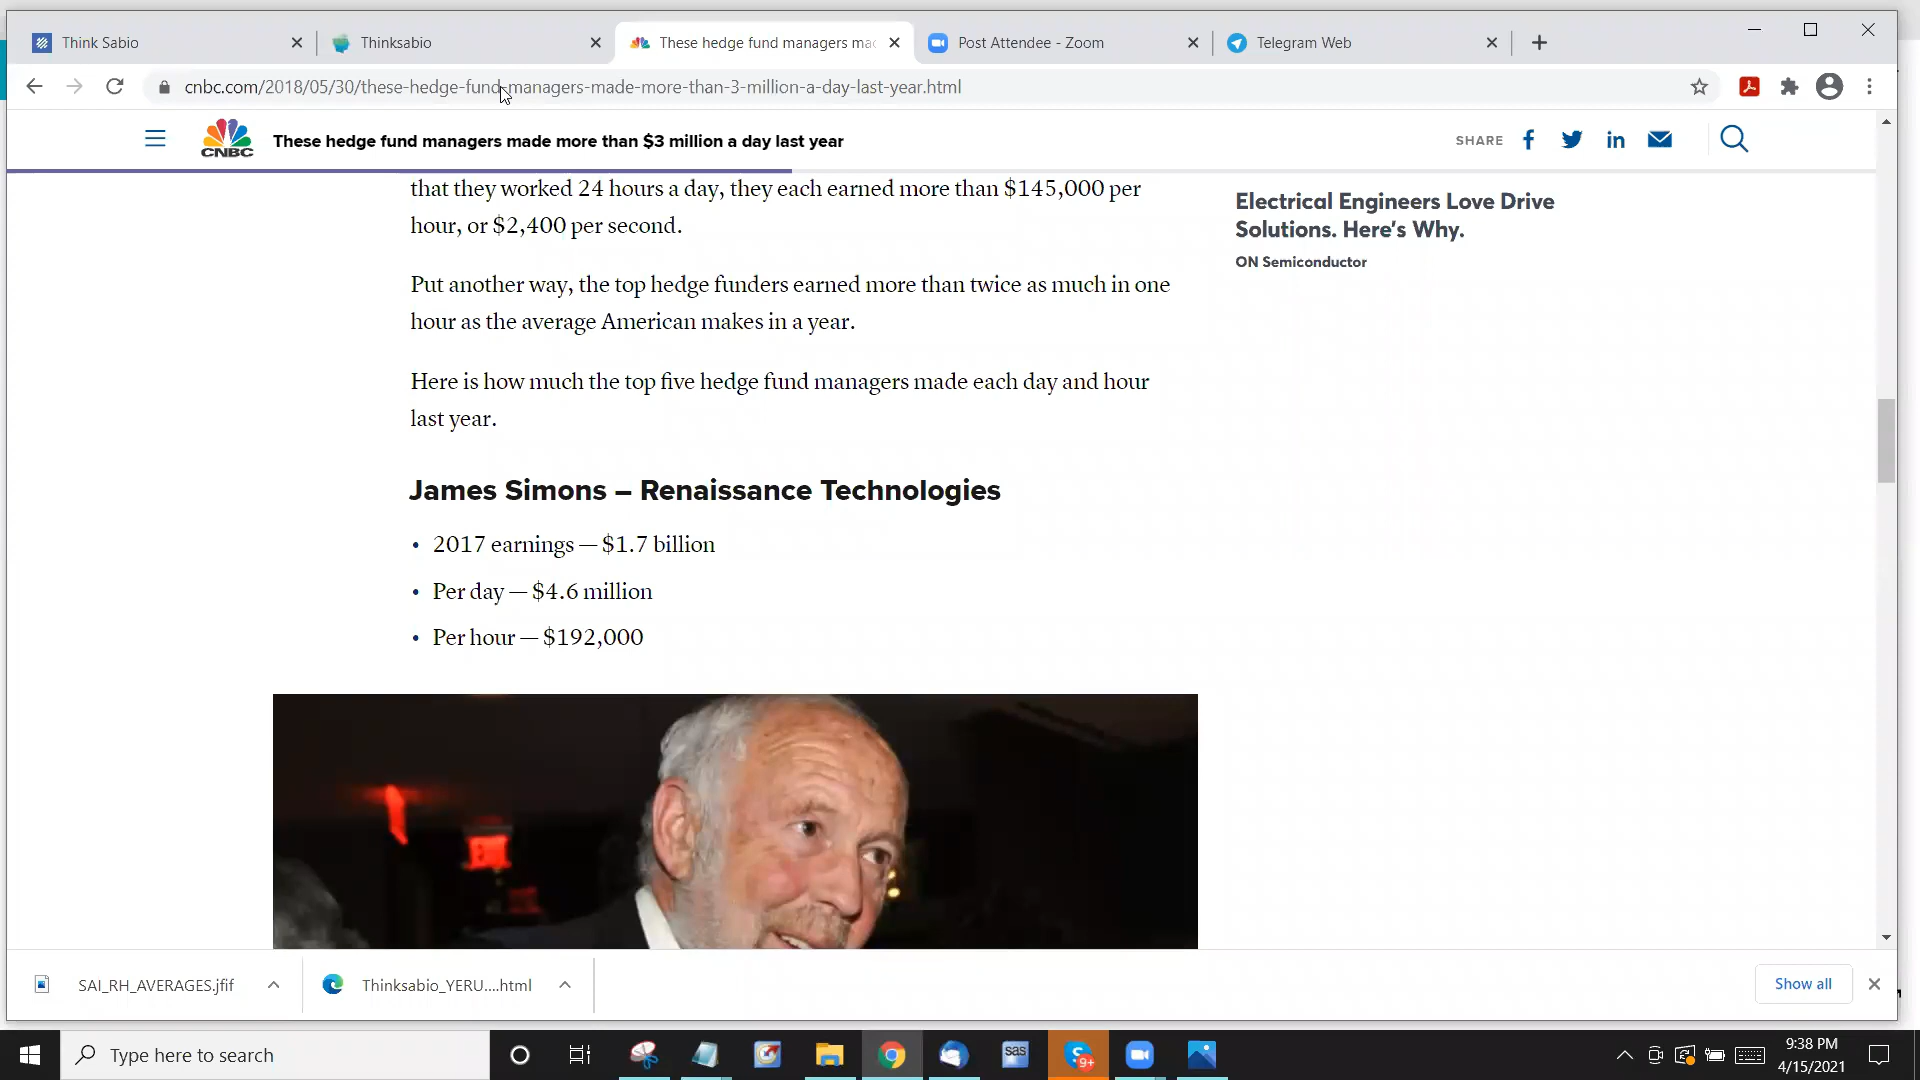 Think Sabio
Thinksabio
These hedge fund managers mac
Post Attendee - Zoom
Telegram Web
cnbc.com/2018/05/30/these-hedge-fund-managers-made-more-than-3-million-a-day-last-year.html
CNBC
These hedge fund managers made more than $3 million a day last year
SHARE
that they worked 24 hours a day, they each earned more than $145,000 per
hour, or $2,400 per second.
Put another way, the top hedge funders earned more than twice as much in one
hour as the average American makes in a year.
Here is how much the top five hedge fund managers made each day and hour
last year.
James Simons – Renaissance Technologies
• 2017 earnings — $1.7 billion
• Per day — $4.6 million
• Per hour — $192,000
Electrical Engineers Love Drive
Solutions. Here's Why.
ON Semiconductor
SAI_RH_AVERAGES.jfif
Thinksabio_YERU....html
Show all
Type here to search
sas
9+
9:38 PM
4/15/2021